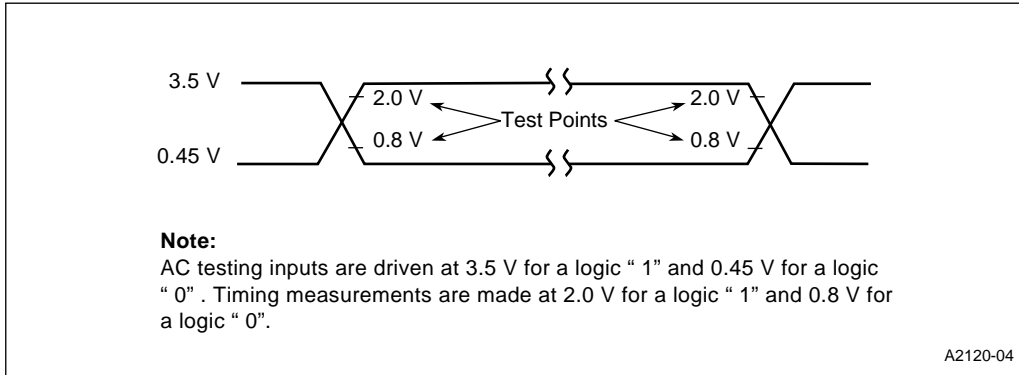 3.5 V
2.0 V
2.0 V
Test Points
0.8 V
0.8 V
0.45 V
Note:
AC testing inputs are driven at 3.5 V for a logic “ 1” and 0.45 V for a logic
“ 0” . Timing measurements are made at 2.0 V for a logic “ 1” and 0.8 V for
a logic “ 0”.
A2120-04